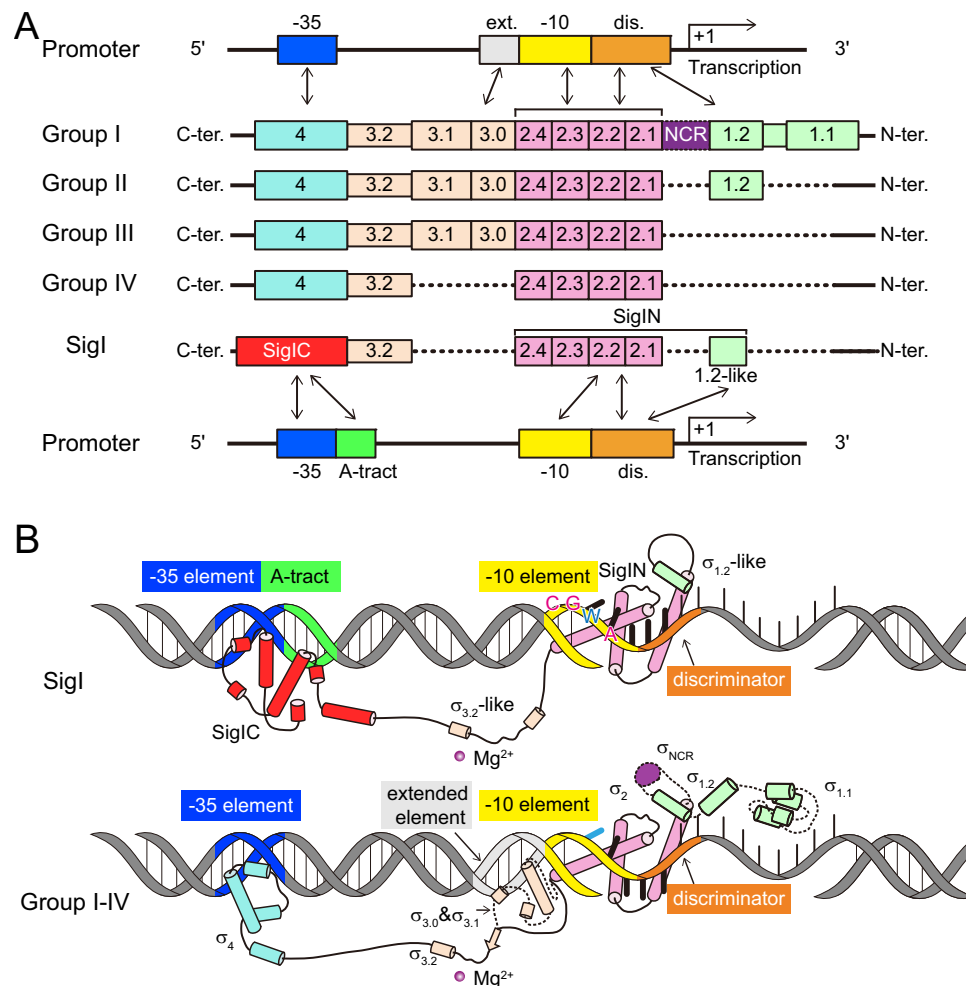 A
-35 ext. -10 dis.
Promoter 5' +1 3'
Transcription
Group I C-ter. 4 3.2 3.1 3.0 2.4 2.3 2.2 2.1 NCR 1.2 1.1 N-ter.
Group II C-ter. 4 3.2 3.1 3.0 2.4 2.3 2.2 2.1 1.2 N-ter.
Group III C-ter. 4 3.2 3.1 3.0 2.4 2.3 2.2 2.1 N-ter.
Group IV C-ter. 4 3.2 2.4 2.3 2.2 2.1 N-ter.
SigIN
SigI C-ter. SigIC 3.2 2.4 2.3 2.2 2.1 N-ter.
1.2-like
Promoter 5' +1 3'
Transcription
-35 A-tract -10 dis.
B
-35 element A-tract -10 element SigIN σ1.2-like
C G W A
SigI
discriminator
SigIC σ3.2-like
Mg2+
σNCR
-35 element extended element -10 element σ2 σ1.2 σ1.1
Group I-IV
discriminator
σ3.0&σ3.1
σ4 σ3.2
Mg2+